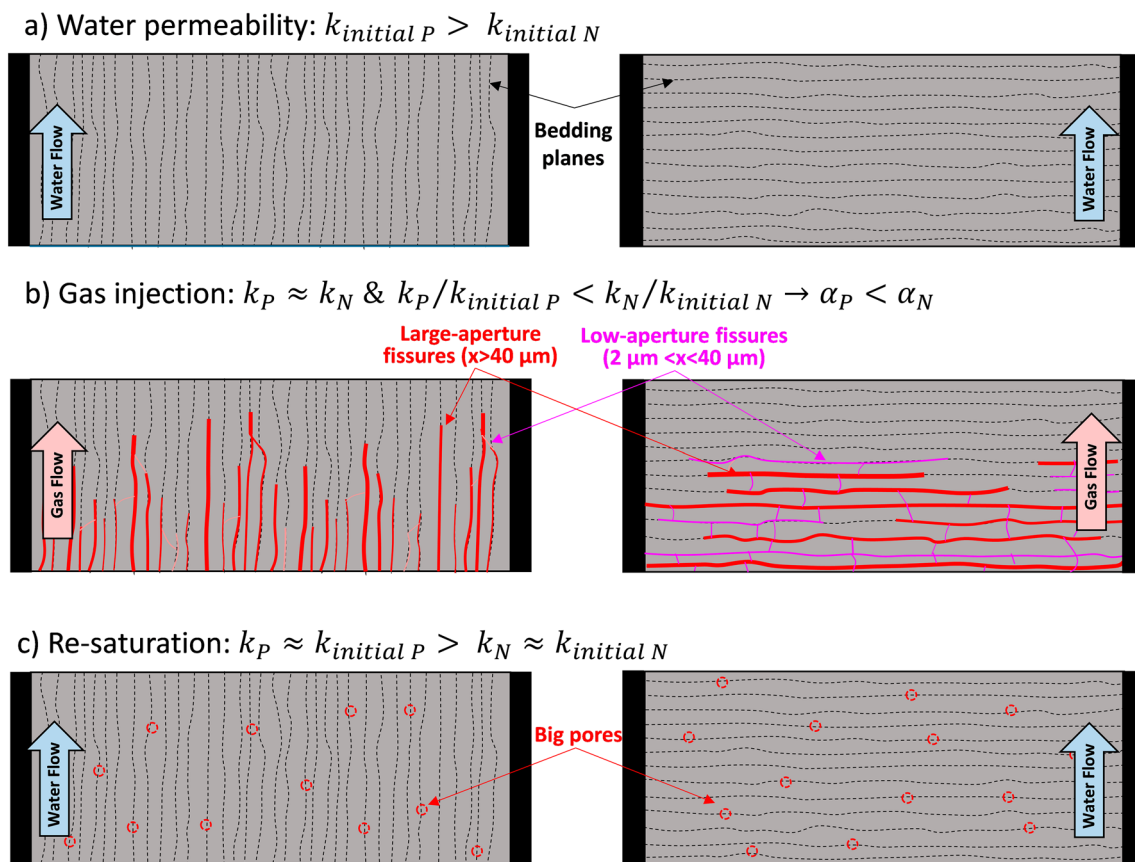 a) Water permeability: k_initial P > k_initial N
Water Flow
Bedding
planes
Water Flow
b) Gas injection: k_P ≈ k_N & k_P/k_initial P < k_N/k_initial N → α_P < α_N
Large-aperture
fissures (x>40 μm)
Low-aperture fissures
(2 μm <x<40 μm)
Gas Flow
Gas Flow
c) Re-saturation: k_P ≈ k_initial P > k_N ≈ k_initial N
Water Flow
Big pores
Water Flow